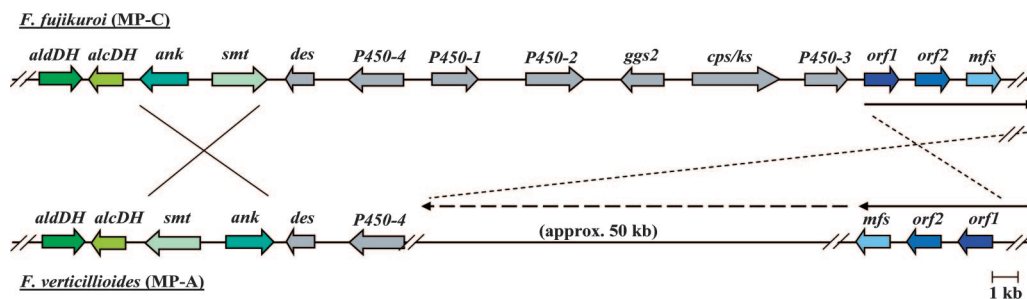 F. fujikuroi (MP-C)
aldDH alcDH ank smt des P450-4 P450-1 P450-2 ggs2 cps/ks P450-3 orf1 orf2 mfs
aldDH alcDH smt ank des P450-4 (approx. 50 kb) mfs orf2 orf1
F. verticillioides (MP-A)
1 kb